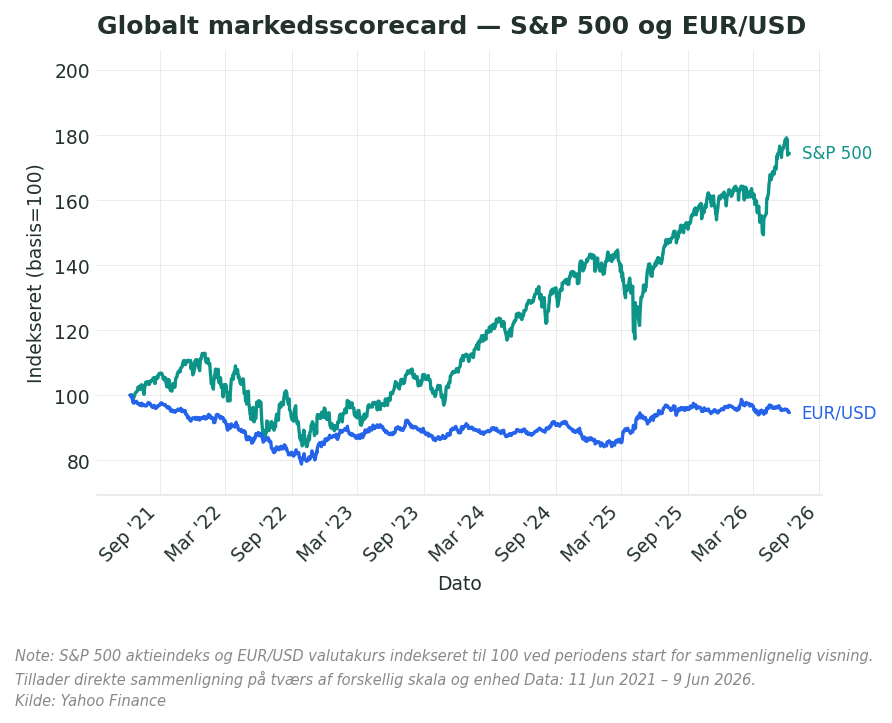 Globalt markedsscorecard — S&P 500 og EUR/USD
Indekseret (basis=100)
200
180
160
140
120
100
80
S&P 500
EUR/USD
Sep '21
Mar '22
Sep '22
Mar '23
Sep '23
Mar '24
Sep '24
Mar '25
Sep '25
Mar '26
Sep '26
Dato
Note: S&P 500 aktieindeks og EUR/USD valutakurs indekseret til 100 ved periodens start for sammenlignelig visning.
Tillader direkte sammenligning på tværs af forskellig skala og enhed Data: 11 Jun 2021 – 9 Jun 2026.
Kilde: Yahoo Finance